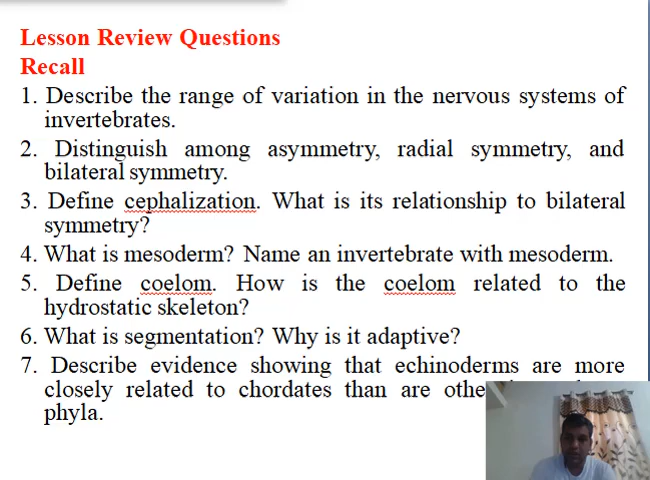 Lesson Review Questions
Recall
1. Describe the range of variation in the nervous systems of
invertebrates.
2. Distinguish among asymmetry, radial symmetry, and
bilateral symmetry.
3. Define cephalization. What is its relationship to bilateral
symmetry?
4. What is mesoderm? Name an invertebrate with mesoderm.
5. Define coelom. How is the coelom related to the
hydrostatic skeleton?
6. What is segmentation? Why is it adaptive?
7. Describe evidence showing that echinoderms are more
closely related to chordates than are
phyla.